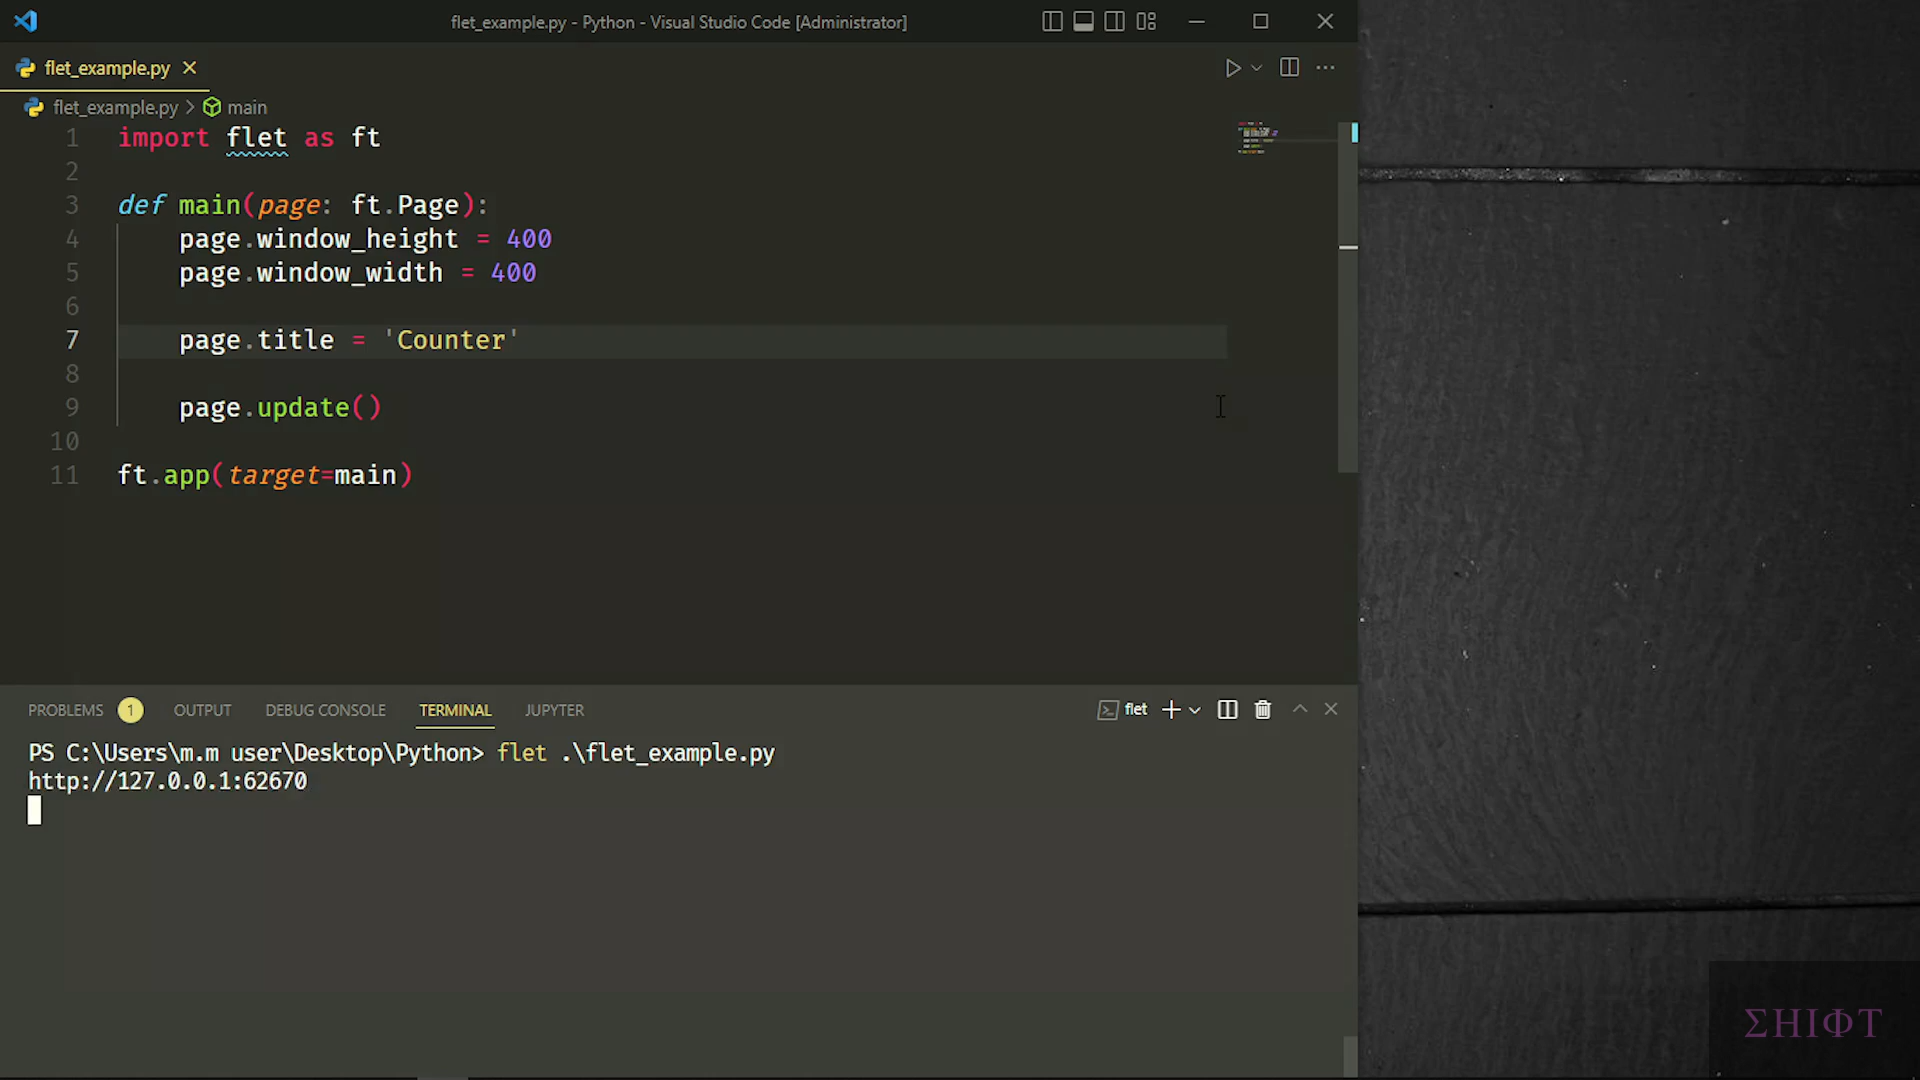 flet_example.py - Python - Visual Studio Code [Administrator]
flet_example.py
flet_example.py > main
1 import flet as ft
2
3 def main(page: ft.Page):
4 page.window_height = 400
5 page.window_width = 400
6
7 page.title = 'Counter'
8
9 page.update()
10
11 ft.app(target=main)
PROBLEMS 1 OUTPUT DEBUG CONSOLE TERMINAL JUPYTER flet
PS C:\Users\m.m user\Desktop\Python> flet .\flet_example.py
http://127.0.0.1:62670
ΣHIΦT